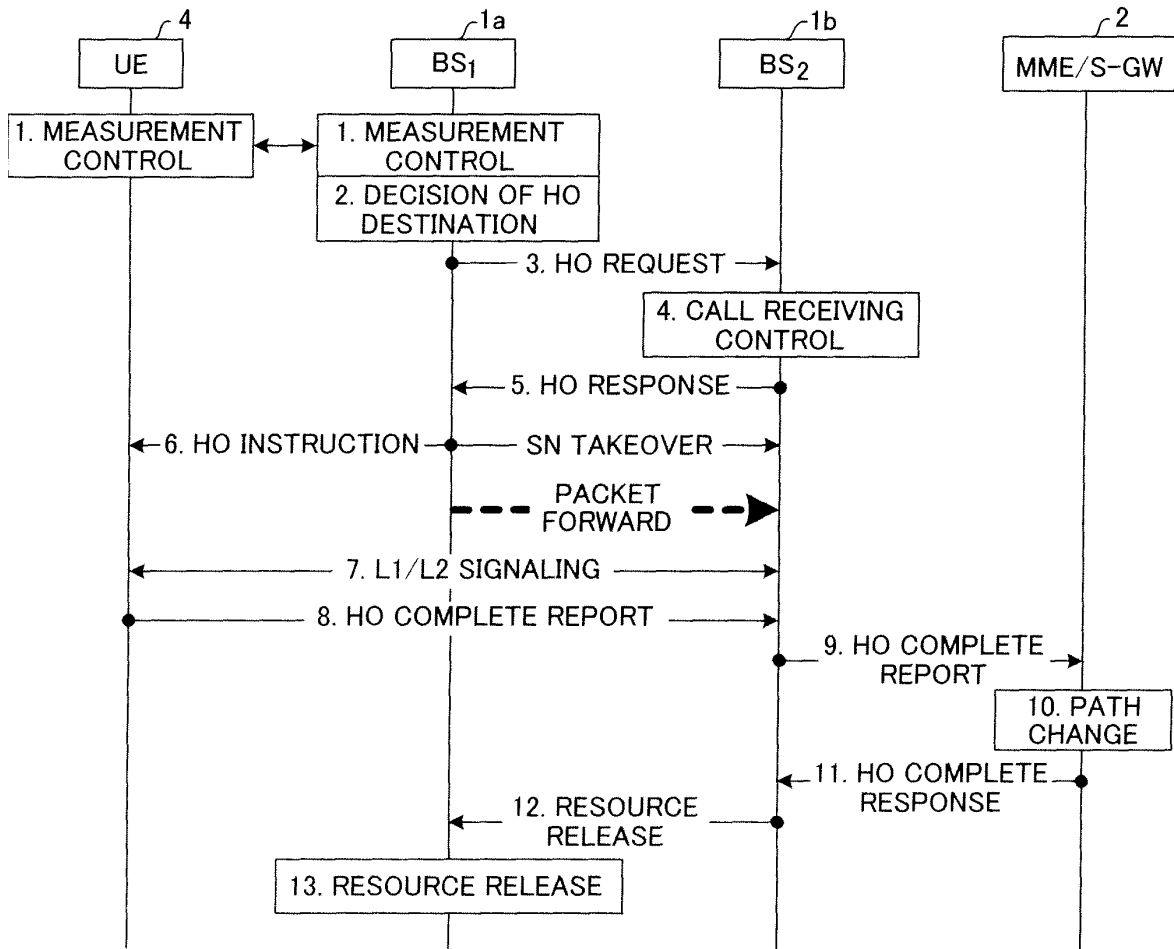 4 1a 1b 2
UE BS1 BS2 MME/S-GW
1. MEASUREMENT
CONTROL
1. MEASUREMENT
CONTROL
2. DECISION OF HO
DESTINATION
3. HO REQUEST
4. CALL RECEIVING
CONTROL
5. HO RESPONSE
6. HO INSTRUCTION SN TAKEOVER
PACKET
FORWARD
7. L1/L2 SIGNALING
8. HO COMPLETE REPORT
9. HO COMPLETE
REPORT
10. PATH
CHANGE
11. HO COMPLETE
RESPONSE
12. RESOURCE
RELEASE
13. RESOURCE RELEASE